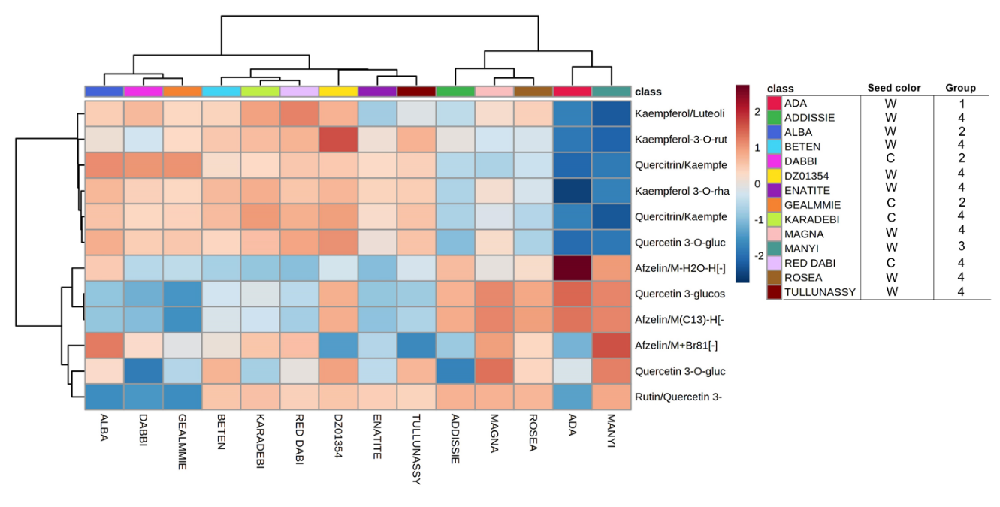 class
Kaempferol/Luteoli
Kaempferol-3-O-rut
Quercitrin/Kaempfe
Kaempferol 3-O-rha
Quercitrin/Kaempfe
Quercetin 3-O-gluc
Afzelin/M-H2O-H[-]
Quercetin 3-glucos
Afzelin/M(C13)-H[-
Afzelin/M+Br81[-]
Quercetin 3-O-gluc
Rutin/Quercetin 3-
ALBA
DABBI
GEALMMIE
BETEN
KARADEBI
RED DABI
DZ01354
ENATITE
TULLUNASSY
ADDISSIE
MAGNA
ROSEA
ADA
MANYI
2
1
0
-1
-2
class Seed color Group
ADA W 1
ADDISSIE W 4
ALBA W 2
BETEN W 4
DABBI C 2
DZ01354 W 4
ENATITE W 4
GEALMMIE C 2
KARADEBI C 4
MAGNA W 4
MANYI W 3
RED DABI C 4
ROSEA W 4
TULLUNASSY W 4